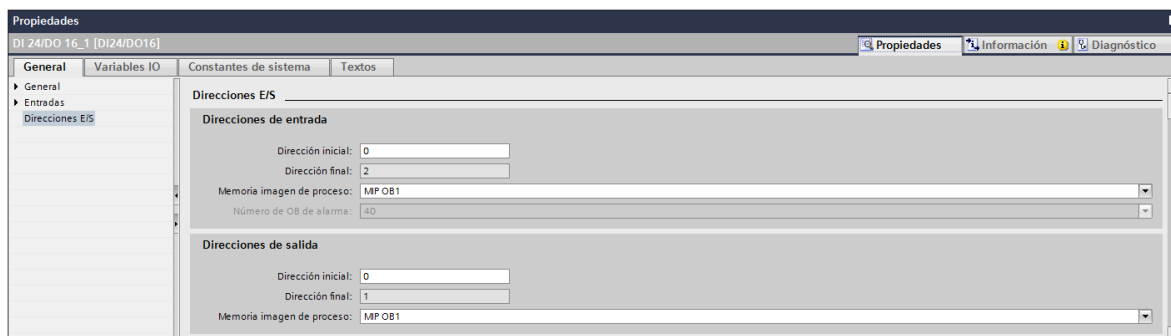 Propiedades
DI 24/DO 16_1 [DI24/DO16]
Propiedades Información Diagnóstico
General Variables IO Constantes de sistema Textos
General
Entradas
Direcciones E/S
Direcciones E/S
Direcciones de entrada
Dirección inicial: 0
Dirección final: 2
Memoria imagen de proceso: MIP OB1
Número de OB de alarma: 40
Direcciones de salida
Dirección inicial: 0
Dirección final: 1
Memoria imagen de proceso: MIP OB1